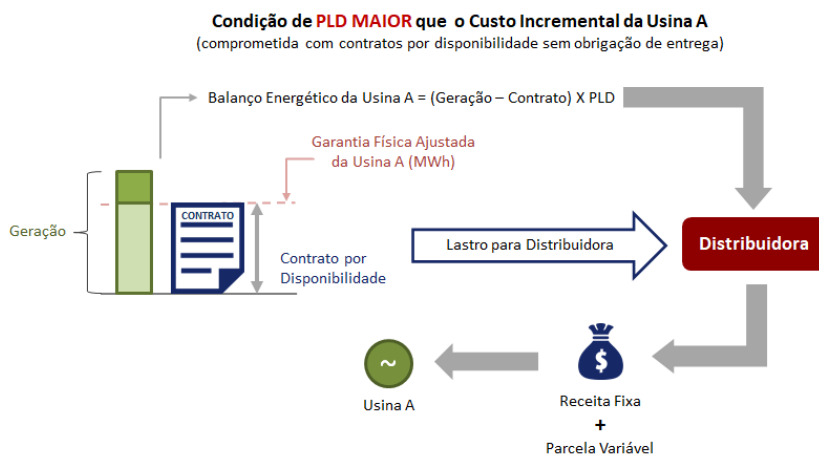 Condição de PLD MAIOR que o Custo Incremental da Usina A
(comprometida com contratos por disponibilidade sem obrigação de entrega)
Balanço Energético da Usina A = (Geração – Contrato) X PLD
Garantia Física Ajustada
da Usina A (MWh)
CONTRATO
Geração
Contrato por
Disponibilidade
Lastro para Distribuidora
Distribuidora
~
$
Usina A
Receita Fixa
+
Parcela Variável